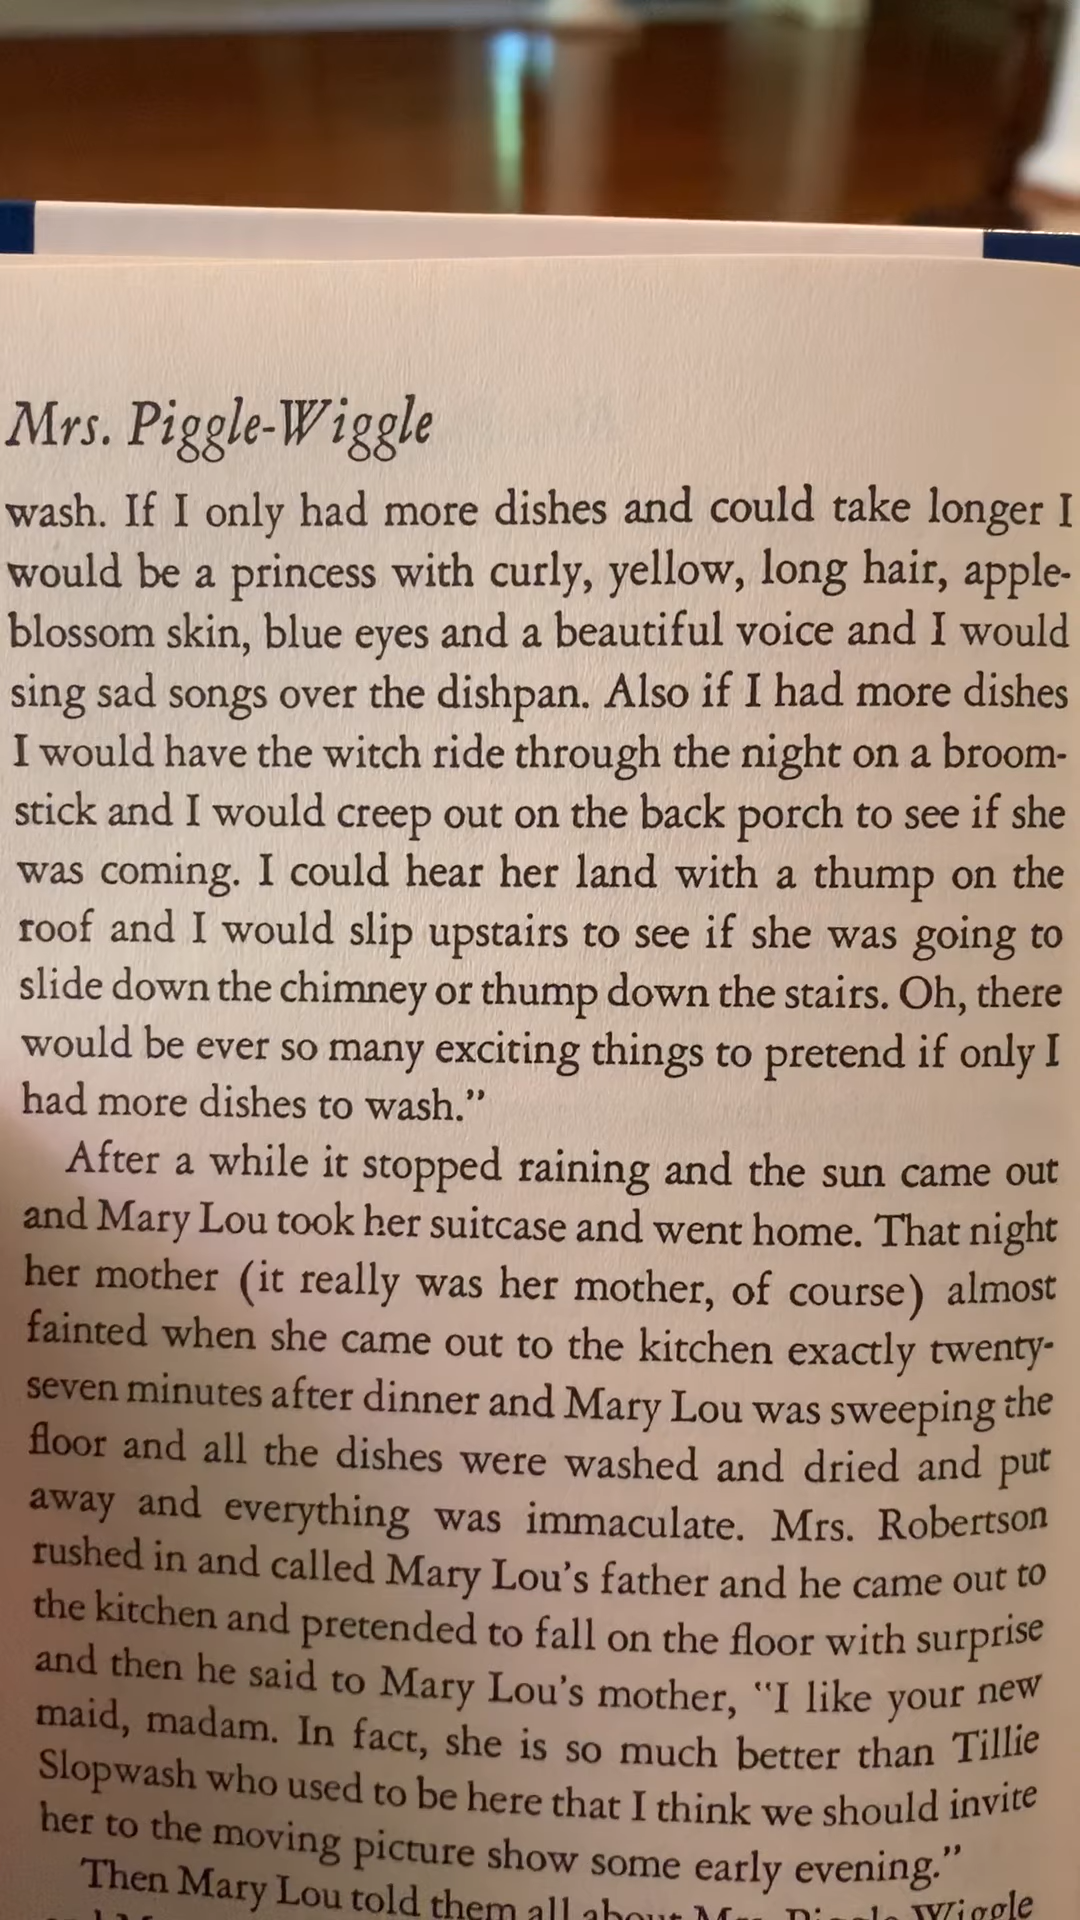 Mrs. Piggle-Wiggle
wash. If I only had more dishes and could take longer I
would be a princess with curly, yellow, long hair, apple-
blossom skin, blue eyes and a beautiful voice and I would
sing sad songs over the dishpan. Also if I had more dishes
I would have the witch ride through the night on a broom-
stick and I would creep out on the back porch to see if she
was coming. I could hear her land with a thump on the
roof and I would slip upstairs to see if she was going to
slide down the chimney or thump down the stairs. Oh, there
would be ever so many exciting things to pretend if only I
had more dishes to wash.”
After a while it stopped raining and the sun came out
and Mary Lou took her suitcase and went home. That night
her mother (it really was her mother, of course) almost
fainted when she came out to the kitchen exactly twenty-
seven minutes after dinner and Mary Lou was sweeping the
floor and all the dishes were washed and dried and put
away and everything was immaculate. Mrs. Robertson
rushed in and called Mary Lou’s father and he came out to
the kitchen and pretended to fall on the floor with surprise
and then he said to Mary Lou’s mother, “I like your new
maid, madam. In fact, she is so much better than Tillie
Slopwash who used to be here that I think we should invite
her to the moving picture show some early evening.”
Then Mary Lou told them all about Mrs. Piggle-Wiggle